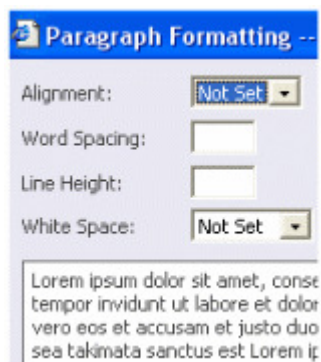 Paragraph Formatting --
Alignment: Not Set
Word Spacing:
Line Height:
White Space: Not Set
Lorem ipsum dolor sit amet, conse
tempor invidunt ut labore et dolor
vero eos et accusam et justo duo
sea takimata sanctus est Lorem ip